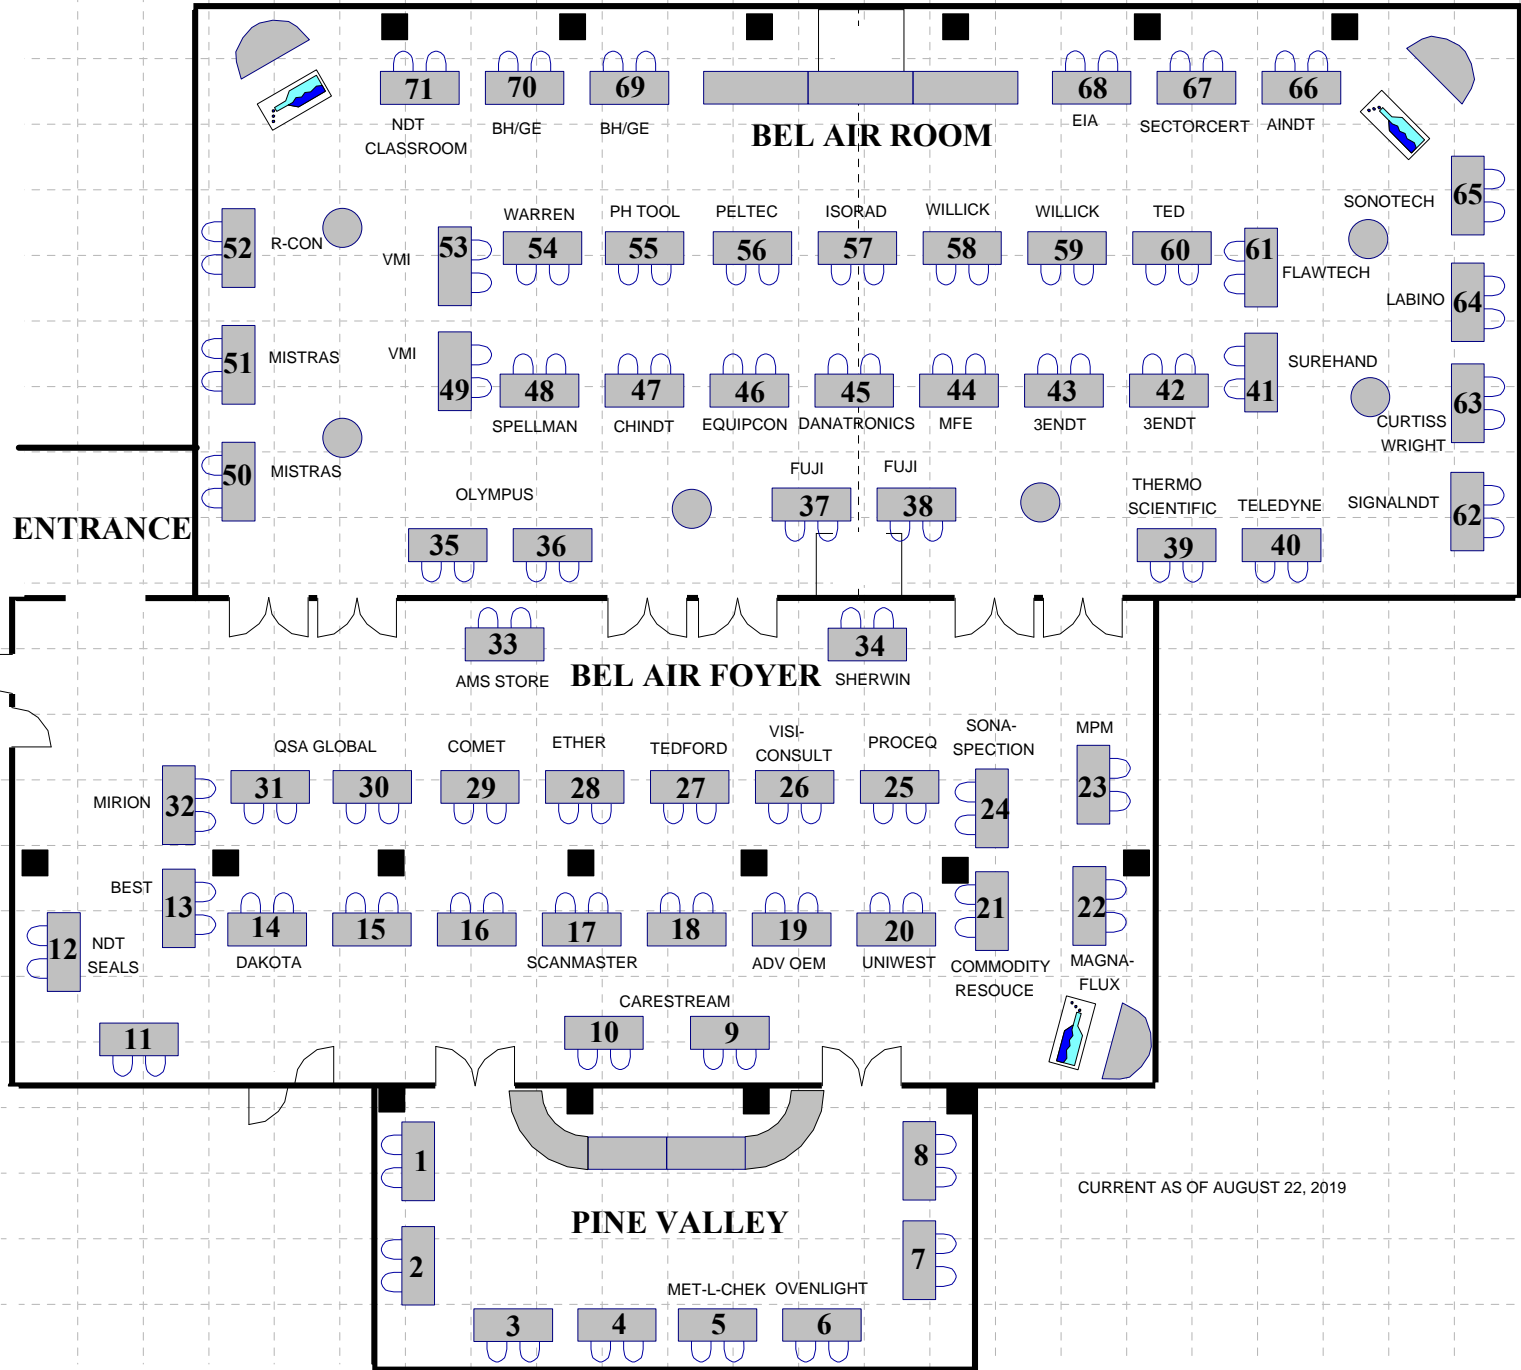 71
70
69
68
67
66
NDT
CLASSROOM
BH/GE
BH/GE
BEL AIR ROOM
EIA
SECTORCERT
AINDT
65
SONOTECH
52
R-CON
VMI
53
WARREN
54
PH TOOL
55
PELTEC
56
ISORAD
57
WILLICK
58
WILLICK
59
TED
60
61
FLAWTECH
64
LABINO
51
MISTRAS
VMI
49
48
SPELLMAN
47
CHINDT
46
EQUIPCON
45
DANATRONICS
44
MFE
43
3ENDT
42
3ENDT
41
SUREHAND
63
CURTISS
WRIGHT
50
MISTRAS
OLYMPUS
35
36
FUJI
37
FUJI
38
THERMO
SCIENTIFIC
39
TELEDYNE
40
SIGNALNDT
62
ENTRANCE
33
AMS STORE
BEL AIR FOYER
34
SHERWIN
MIRION
32
QSA GLOBAL
31
30
COMET
29
ETHER
28
TEDFORD
27
VISI-
CONSULT
26
PROCEQ
25
SONA-
SPECTION
24
MPM
23
BEST
13
12
NDT
SEALS
14
DAKOTA
15
16
17
SCANMASTER
18
19
ADV OEM
20
UNIWEST
21
COMMODITY
RESOUCE
22
MAGNA-
FLUX
11
CARESTREAM
10
9
1
8
CURRENT AS OF AUGUST 22, 2019
PINE VALLEY
2
7
MET-L-CHEK
OVENLIGHT
3
4
5
6